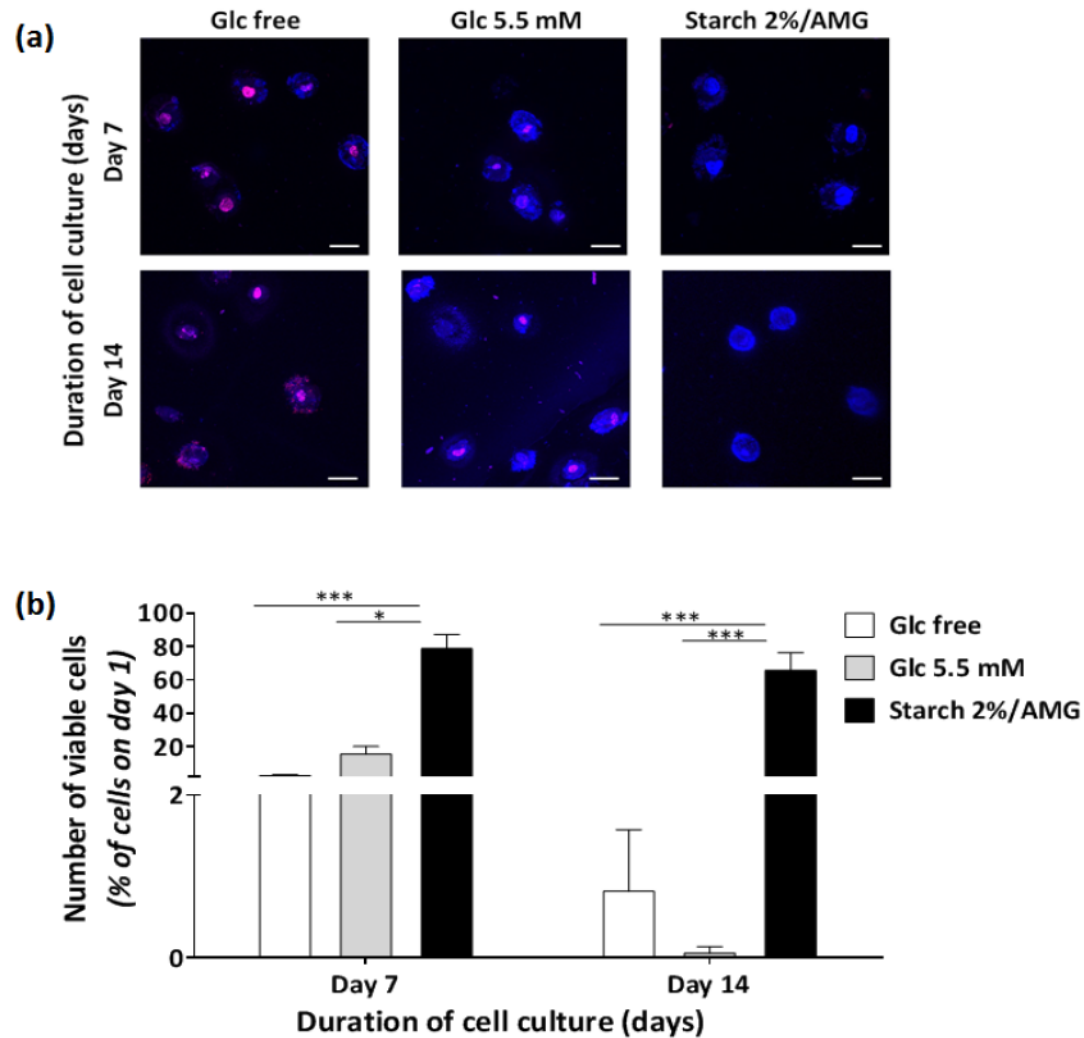 (a)
Glc free
Glc 5.5 mM
Starch 2%/AMG
Duration of cell culture (days)
Day 7
Day 14
(b)
Number of viable cells
(% of cells on day 1)
100
80
60
40
20
2
0
***
*
***
***
Glc free
Glc 5.5 mM
Starch 2%/AMG
Day 7
Day 14
Duration of cell culture (days)